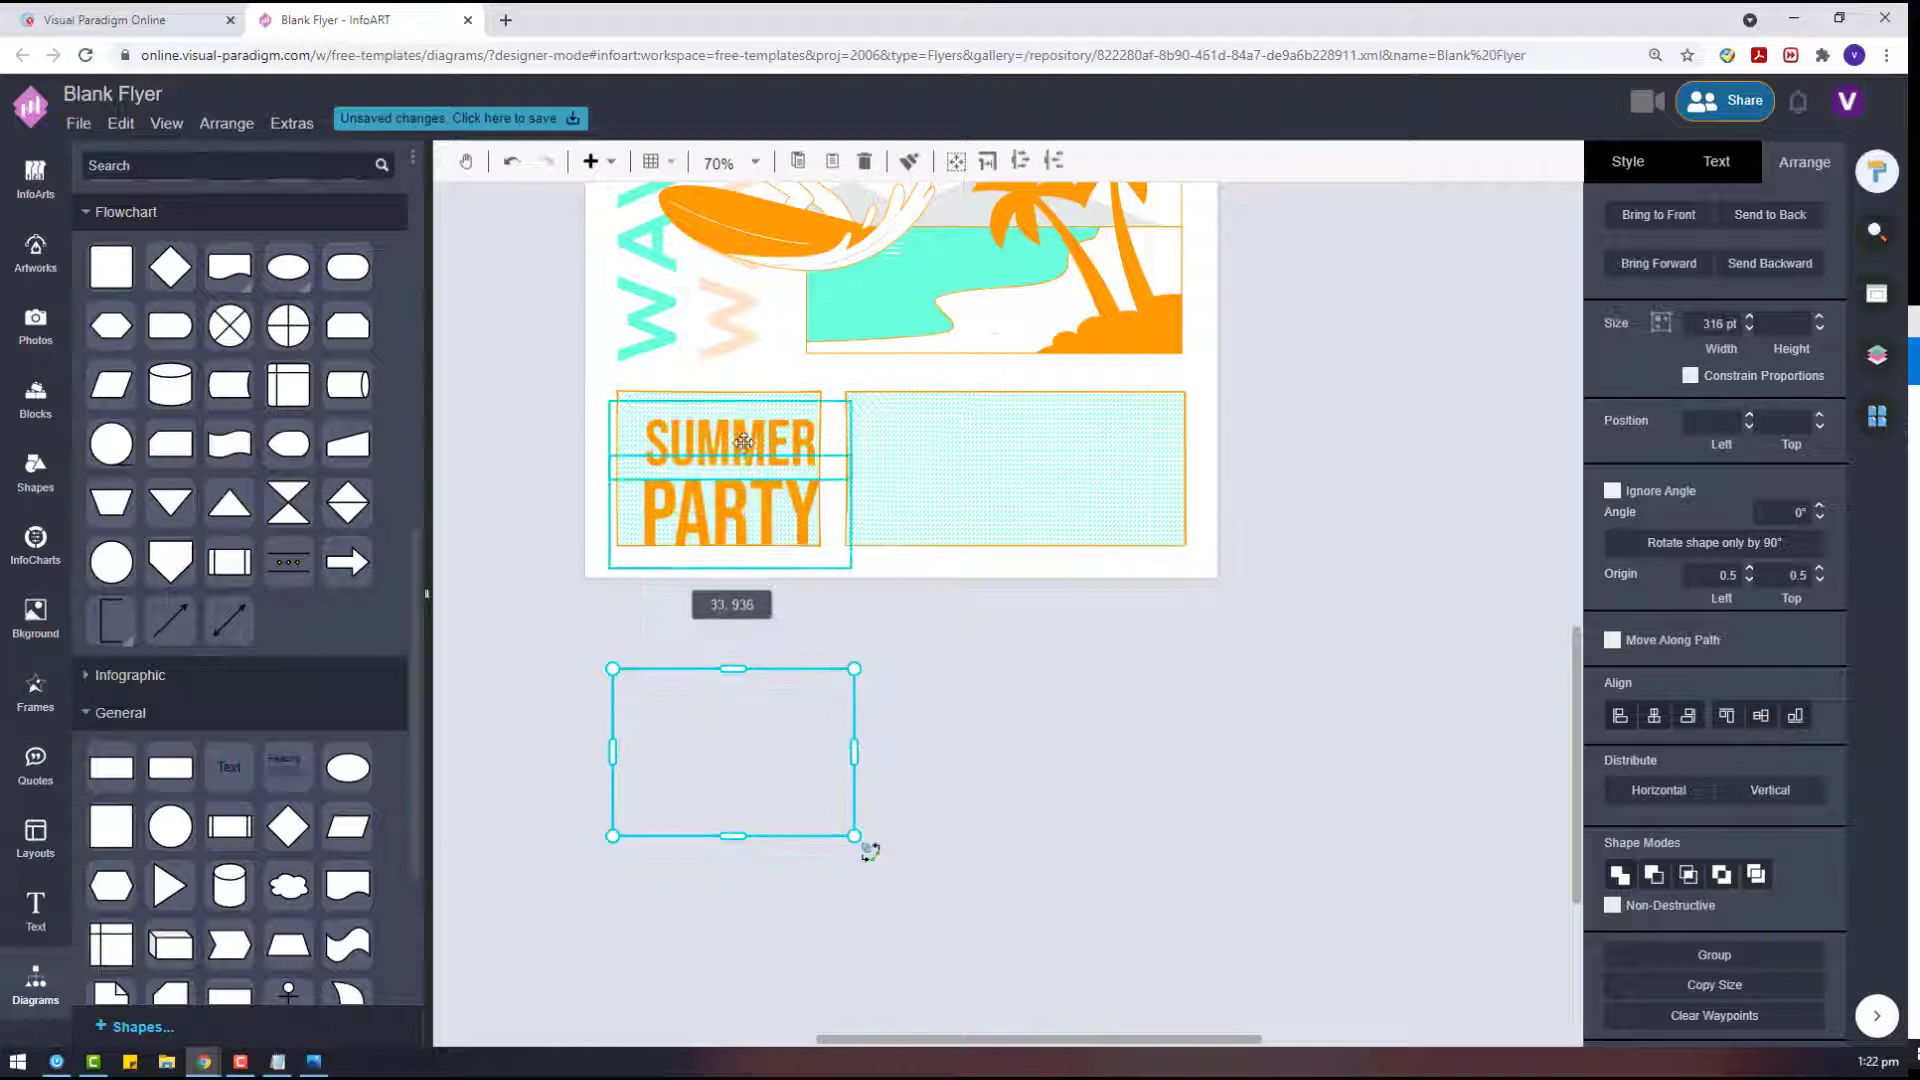 Visual Paradigm Online
Blank Flyer - InfoART
online.visual-paradigm.com/w/free-templates/diagrams/?designer-mode#infoart:workspace=free-templates&proj=2006&type=Flyers&gallery=/repository/822280af-8b90-461d-84a7-de9a6b228911.xml&name=Blank%20Flyer
Blank Flyer
File Edit View Arrange Extras
Unsaved changes. Click here to save
Share
V
InfoArts
Artworks
Photos
Blocks
Shapes
InfoCharts
Bkground
Frames
Quotes
Layouts
Text
Diagrams
Search
Flowchart
Infographic
General
Text
Heading
+ Shapes...
70%
WAV
W
SUMMER
PARTY
33, 936
Style Text Arrange
Bring to Front Send to Back
Bring Forward Send Backward
Size 316 pt
Width Height
Constrain Proportions
Position
Left Top
Ignore Angle
Angle 0°
Rotate shape only by 90°
Origin 0.5 0.5
Left Top
Move Along Path
Align
Distribute
Horizontal Vertical
Shape Modes
Non-Destructive
Group
Copy Size
Clear Waypoints
1:22 pm